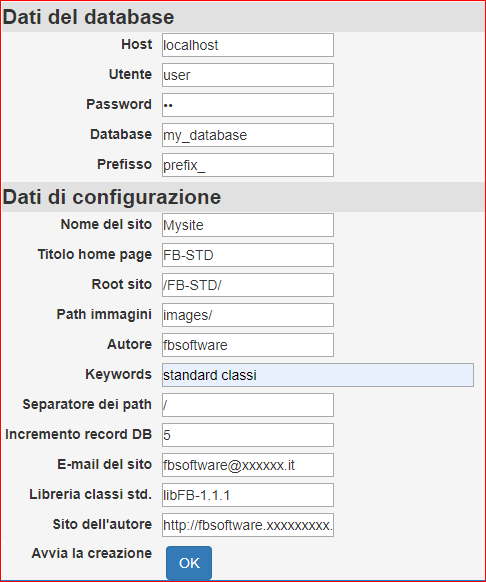 Dati del database
Host localhost
Utente user
Password ••
Database my_database
Prefisso prefix_
Dati di configurazione
Nome del sito Mysite
Titolo home page FB-STD
Root sito /FB-STD/
Path immagini images/
Autore fbsoftware
Keywords standard classi
Separatore dei path /
Incremento record DB 5
E-mail del sito fbsoftware@xxxxxx.it
Libreria classi std. libFB-1.1.1
Sito dell'autore http://fbsoftware.xxxxxxxxx.
Avvia la creazione OK